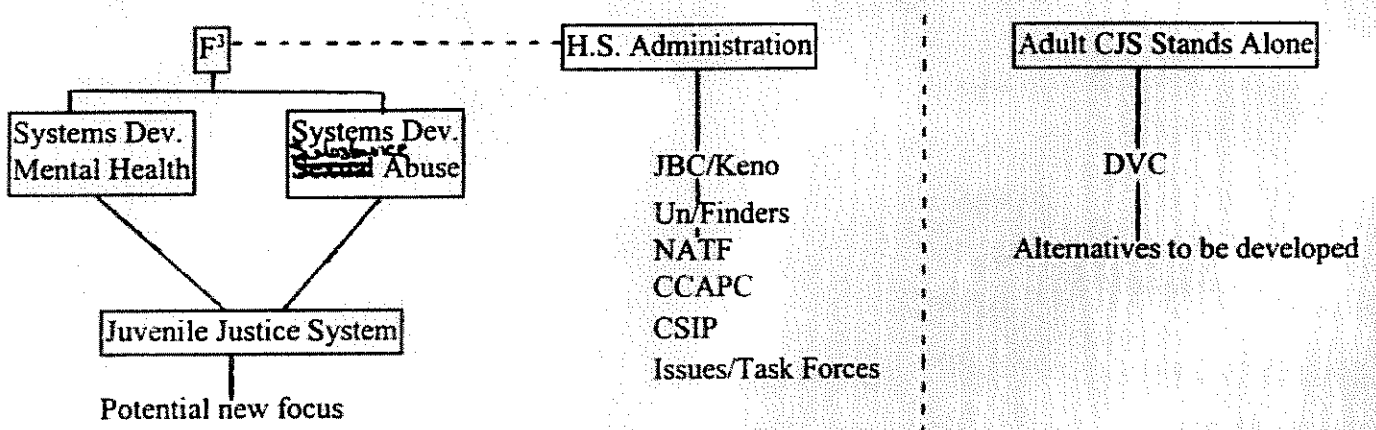 F³
H.S. Administration
Adult CJS Stands Alone
Systems Dev.
Mental Health
Systems Dev.
Substance
Sexual Abuse
JBC/Keno
Un/Finders
NATF
CCAPC
CSIP
Issues/Task Forces
DVC
Alternatives to be developed
Juvenile Justice System
Potential new focus